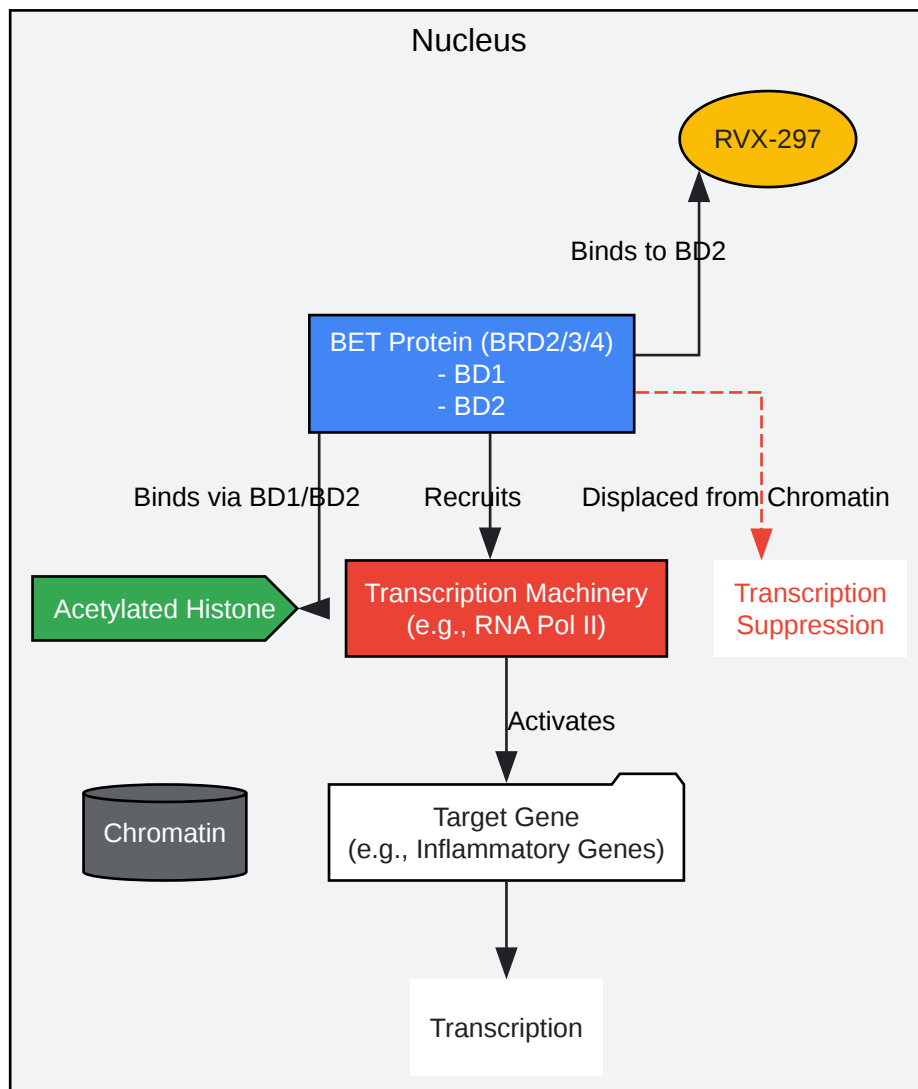 Nucleus
RVX-297
Binds to BD2
BET Protein (BRD2/3/4)
- BD1
- BD2
Binds via BD1/BD2
Recruits
Displaced from Chromatin
Acetylated Histone
Transcription Machinery
(e.g., RNA Pol II)
Transcription
Suppression
Activates
Chromatin
Target Gene
(e.g., Inflammatory Genes)
Transcription